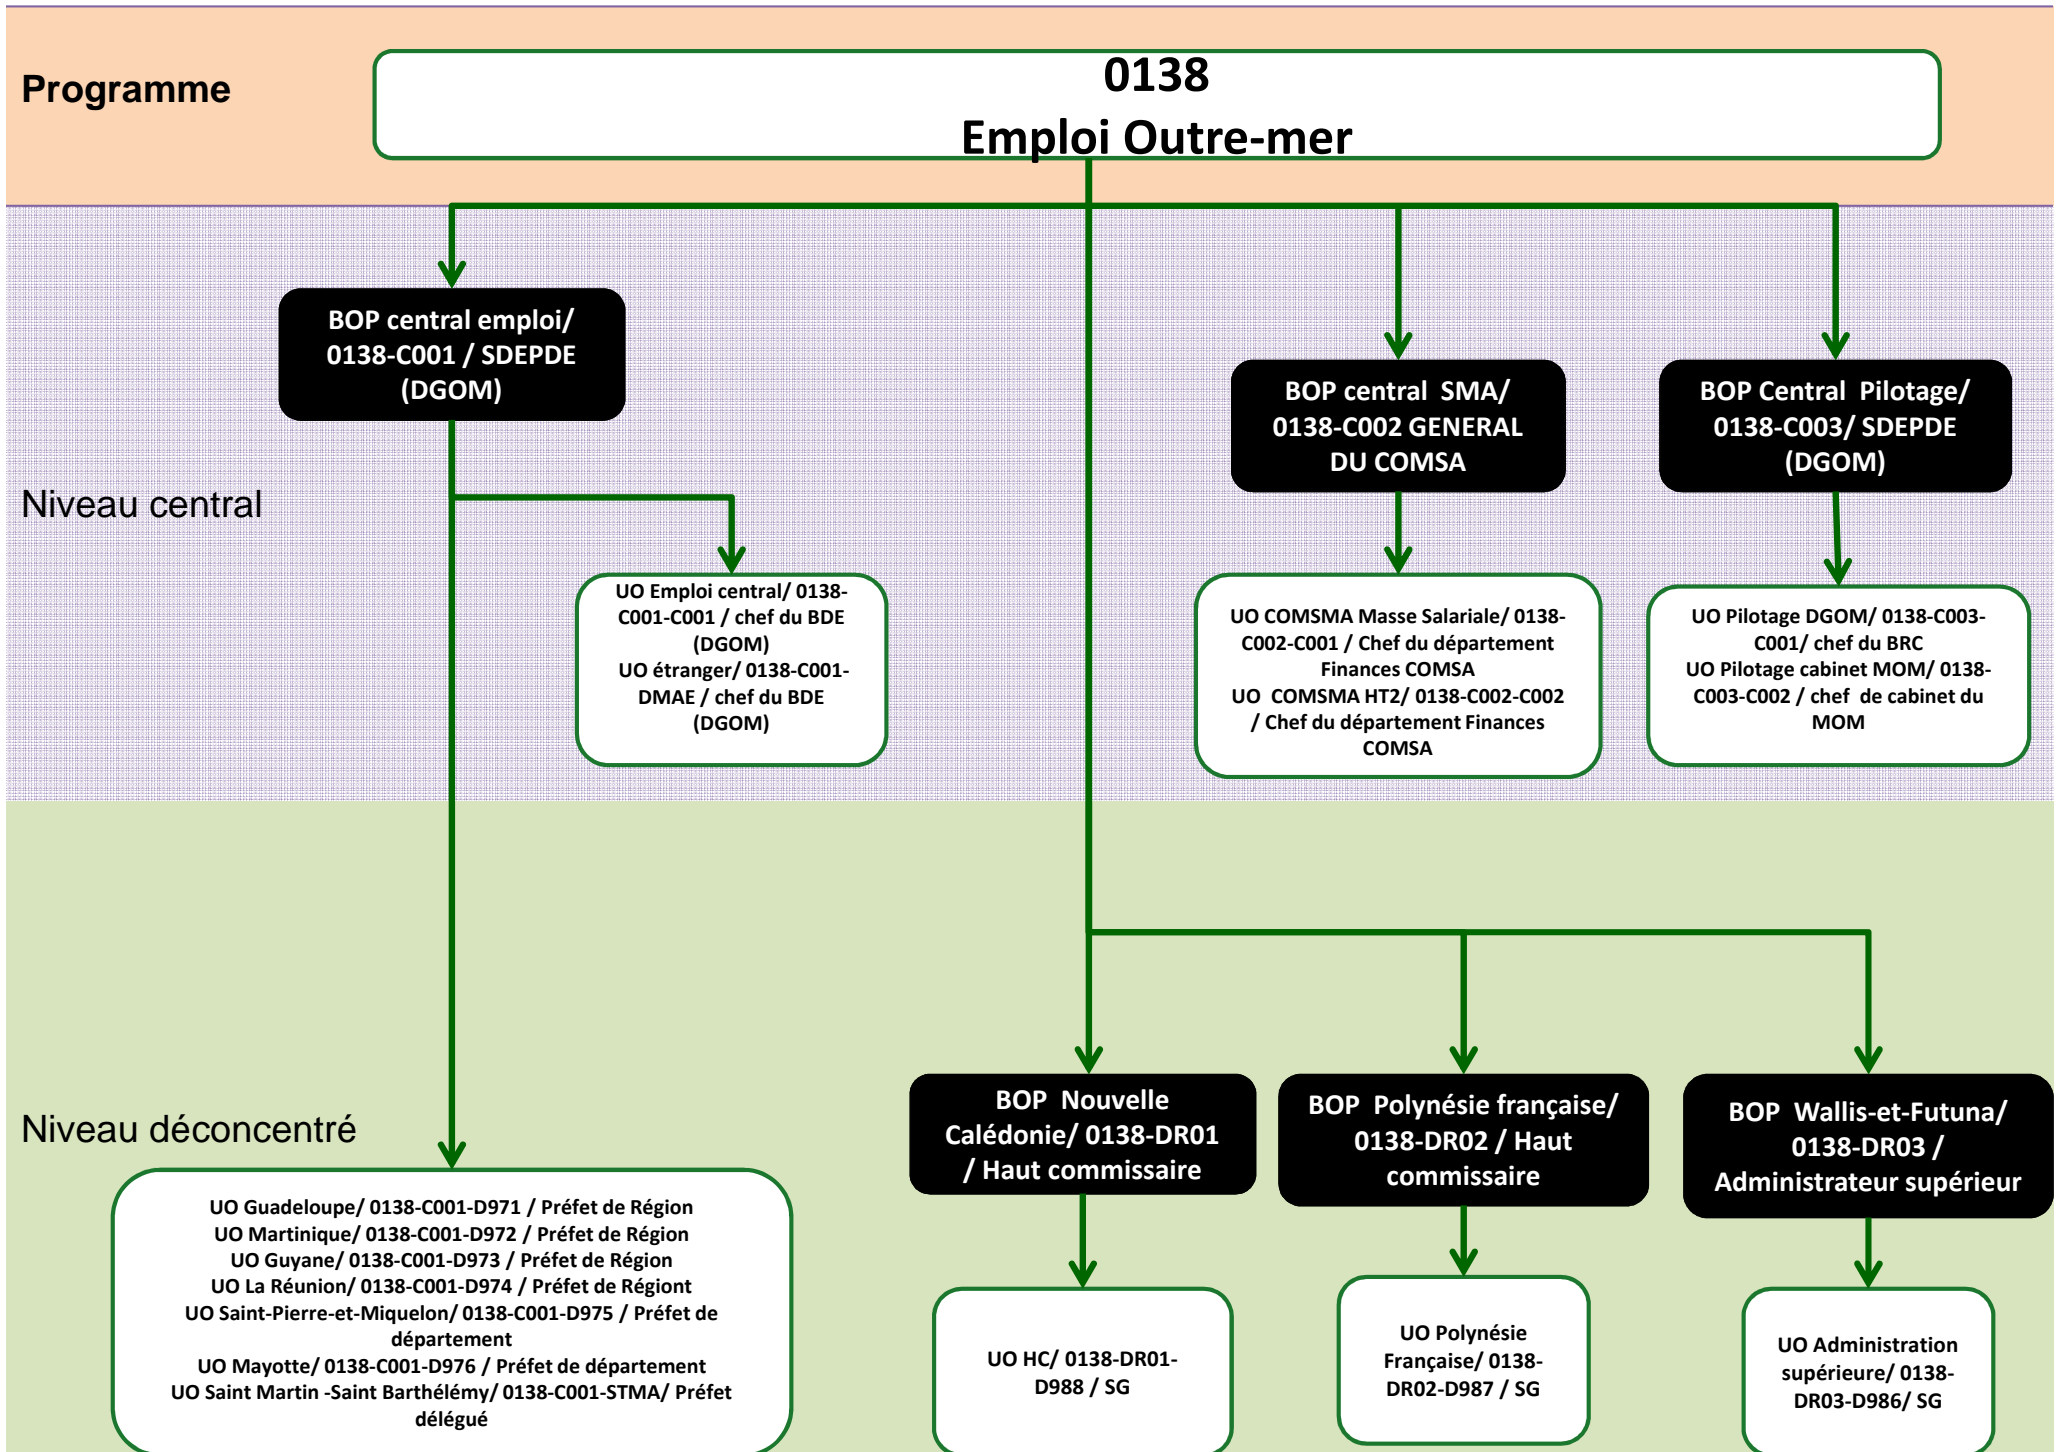 Programme
0138
Emploi Outre-mer
Niveau central
BOP central emploi/
0138-C001 / SDEPDE
(DGOM)
BOP central  SMA/
0138-C002 GENERAL
DU COMSA
BOP Central  Pilotage/
0138-C003/ SDEPDE
(DGOM)
UO Emploi central/ 0138-
C001-C001 / chef du BDE
(DGOM)
UO étranger/ 0138-C001-
DMAE / chef du BDE
(DGOM)
UO COMSMA Masse Salariale/ 0138-
C002-C001 / Chef du département
Finances COMSA
UO  COMSMA HT2/ 0138-C002-C002
/ Chef du département Finances
COMSA
UO Pilotage DGOM/ 0138-C003-
C001/ chef du BRC
UO Pilotage cabinet MOM/ 0138-
C003-C002 / chef  de cabinet du
MOM
Niveau déconcentré
BOP  Nouvelle
Calédonie/ 0138-DR01
/ Haut commissaire
BOP  Polynésie française/
0138-DR02 / Haut
commissaire
BOP  Wallis-et-Futuna/
0138-DR03 /
Administrateur supérieur
UO Guadeloupe/ 0138-C001-D971 / Préfet de Région
UO Martinique/ 0138-C001-D972 / Préfet de Région
UO Guyane/ 0138-C001-D973 / Préfet de Région
UO La Réunion/ 0138-C001-D974 / Préfet de Régiont
UO Saint-Pierre-et-Miquelon/ 0138-C001-D975 / Préfet de
département
UO Mayotte/ 0138-C001-D976 / Préfet de département
UO Saint Martin -Saint Barthélémy/ 0138-C001-STMA/ Préfet
délégué
UO HC/ 0138-DR01-
D988 / SG
UO Polynésie
Française/ 0138-
DR02-D987 / SG
UO Administration
supérieure/ 0138-
DR03-D986/ SG